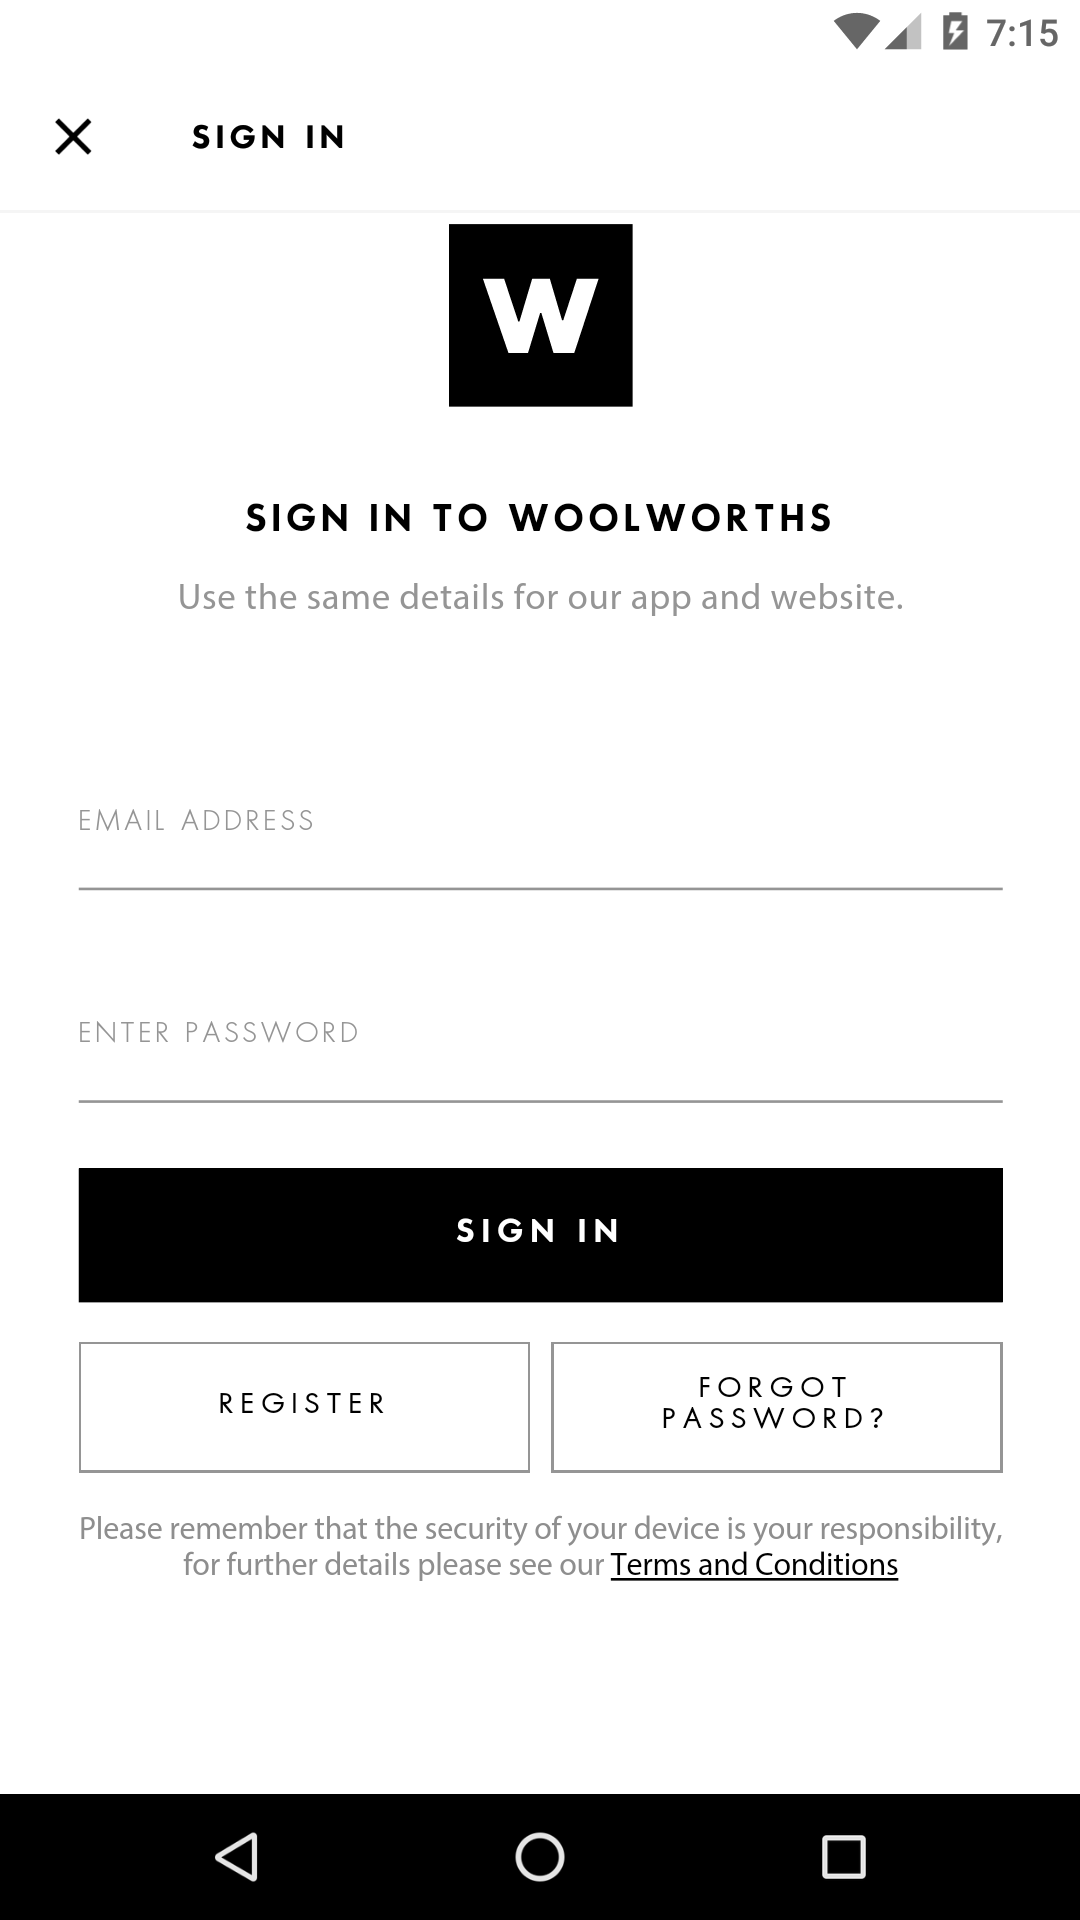 7:15
SIGN IN
W
SIGN IN TO WOOLWORTHS
Use the same details for our app and website.
EMAIL ADDRESS
ENTER PASSWORD
SIGN IN
REGISTER
FORGOT
PASSWORD?
Please remember that the security of your device is your responsibility,
for further details please see our Terms and Conditions